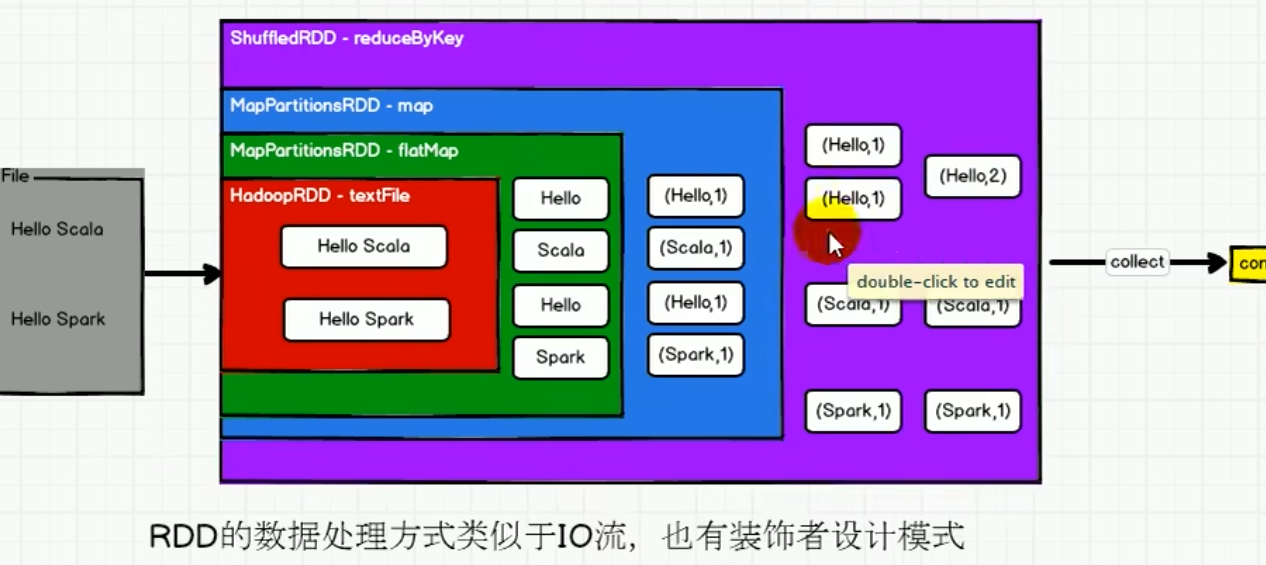 ShuffledRDD - reduceByKey
MapPartitionsRDD - map
MapPartitionsRDD - flatMap
HadoopRDD - textFile
File
Hello Scala
Hello Spark
Hello Scala
Hello Spark
Hello
Scala
Hello
Spark
(Hello,1)
(Scala,1)
(Hello,1)
(Spark,1)
(Hello,1)
(Hello,1)
(Scala,1)
(Spark,1)
(Hello,2)
(Scala,1)
(Spark,1)
double-click to edit
collect
con
RDD的数据处理方式类似于IO流，也有装饰者设计模式